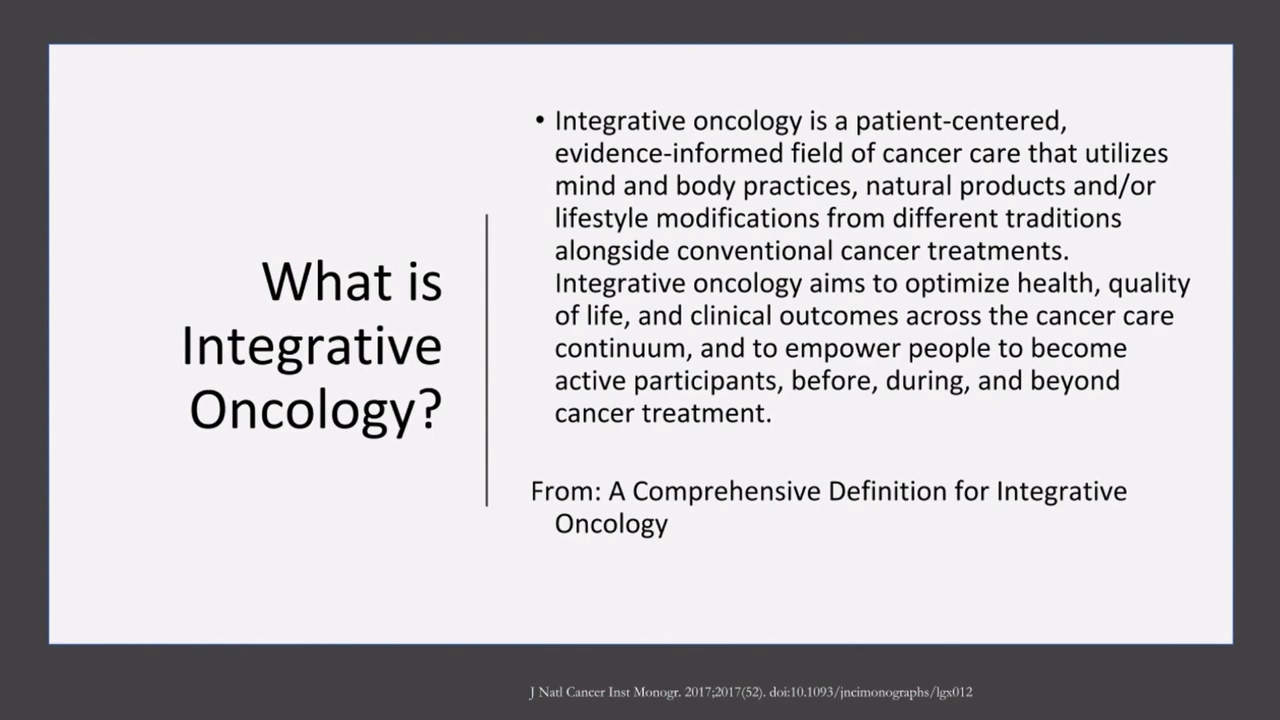 What is
Integrative
Oncology?
• Integrative oncology is a patient-centered,
evidence-informed field of cancer care that utilizes
mind and body practices, natural products and/or
lifestyle modifications from different traditions
alongside conventional cancer treatments.
Integrative oncology aims to optimize health, quality
of life, and clinical outcomes across the cancer care
continuum, and to empower people to become
active participants, before, during, and beyond
cancer treatment.
From: A Comprehensive Definition for Integrative
Oncology
J Natl Cancer Inst Monogr. 2017;2017(52). doi:10.1093/jncimonographs/lgx012